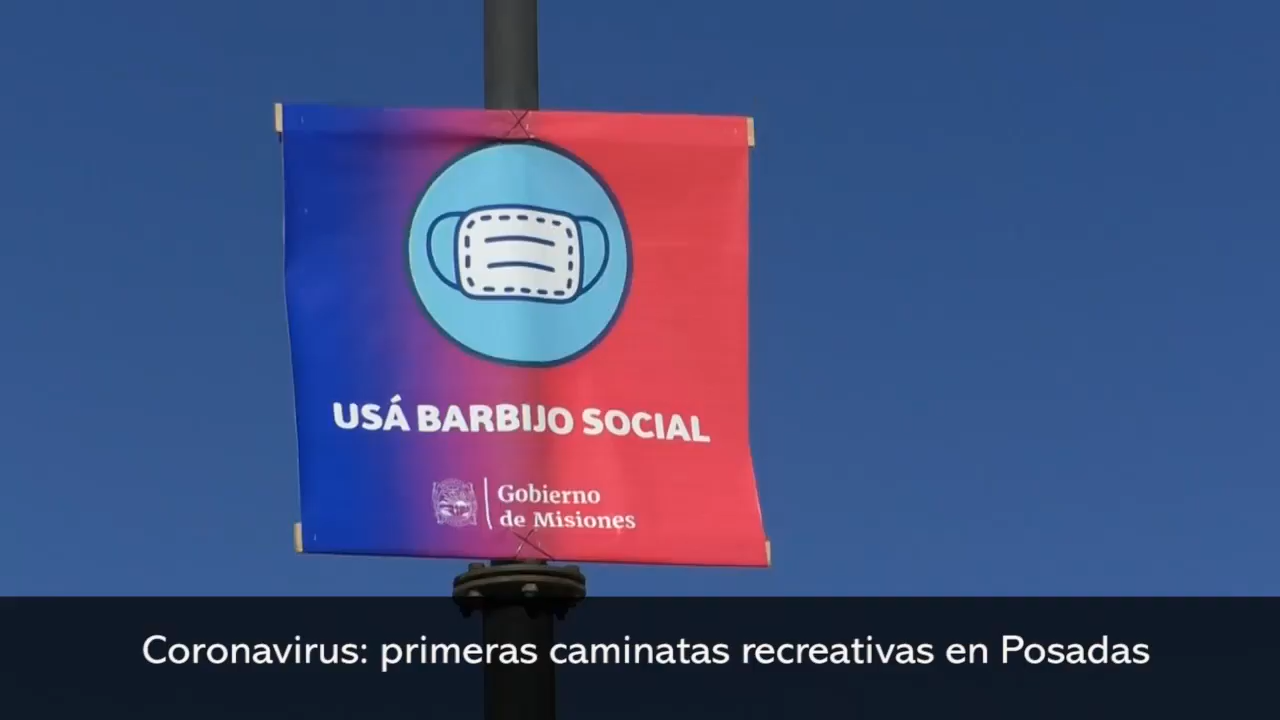 USÁ BARBIJO SOCIAL
Gobierno
de Misiones
Coronavirus: primeras caminatas recreativas en Posadas